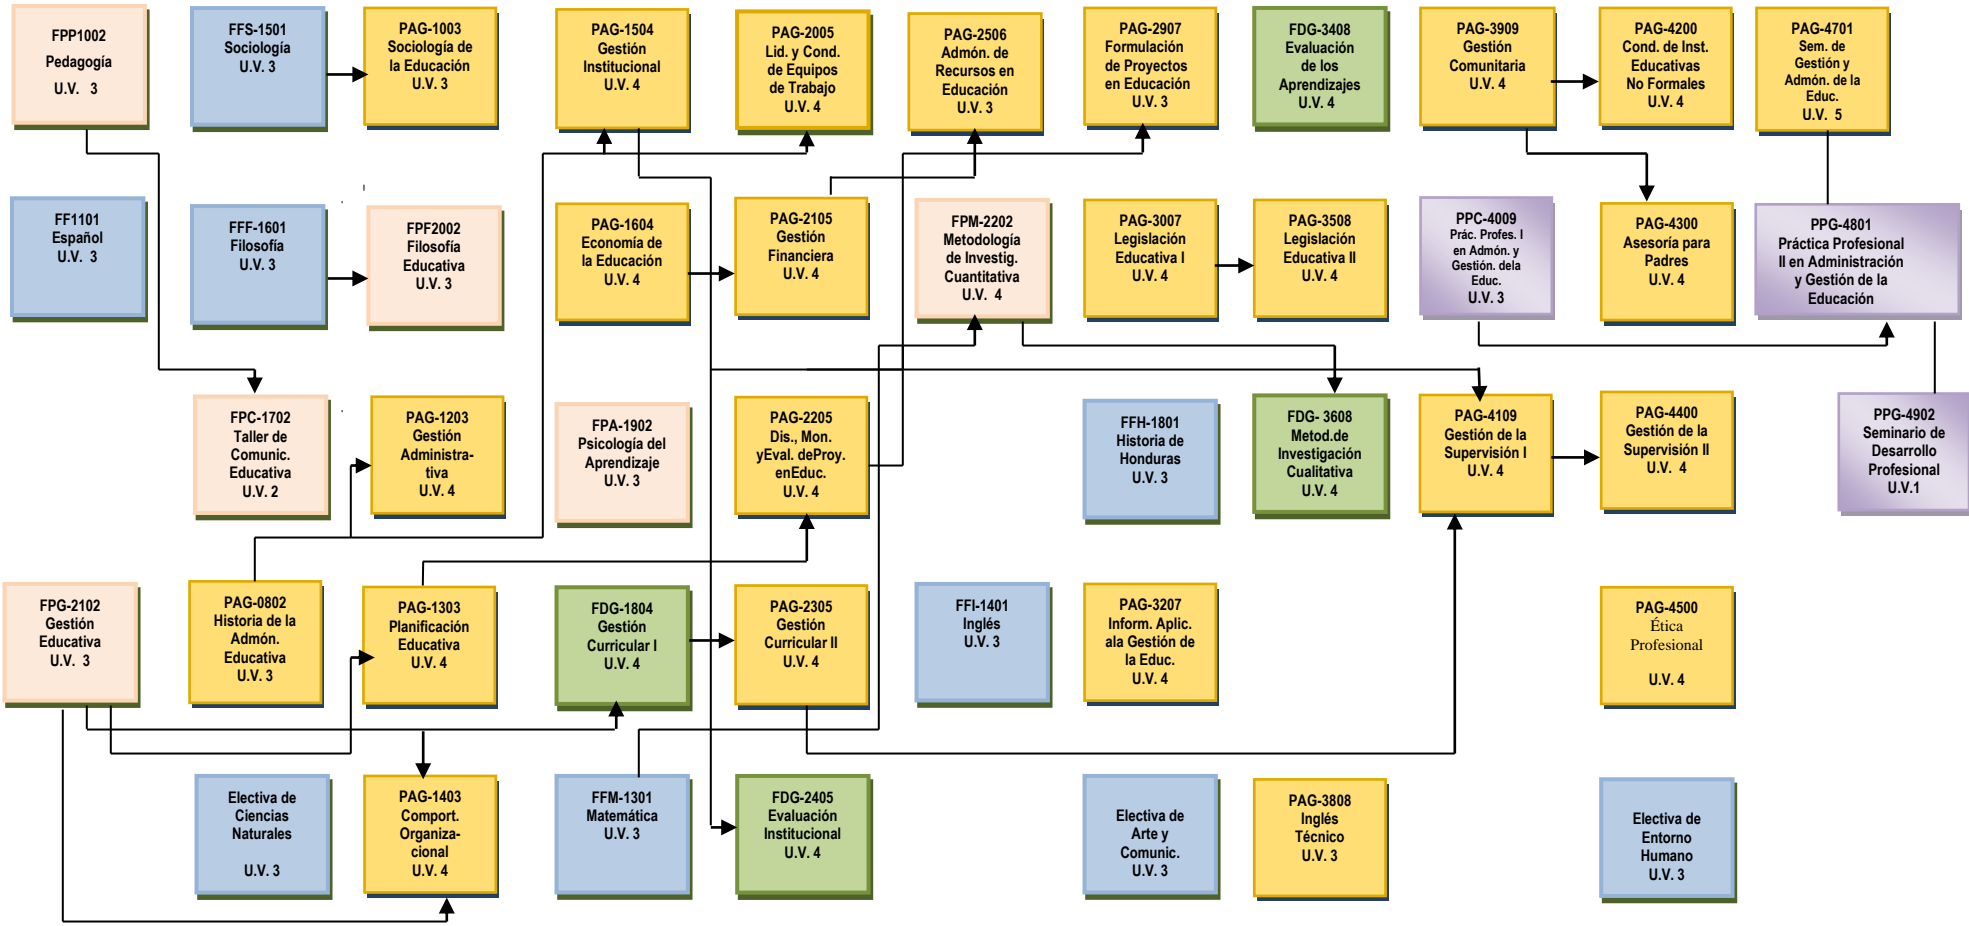 FPP1002
Pedagogía
U.V. 3
FFS-1501
Sociología
U.V. 3
PAG-1003
Sociología de
la Educación
U.V. 3
PAG-1504
Gestión
Institucional
U.V. 4
PAG-2005
Lid. y Cond.
de Equipos
de Trabajo
U.V. 4
PAG-2506
Admón. de
Recursos en
Educación
U.V. 3
PAG-2907
Formulación
de Proyectos
en Educación
U.V. 3
FDG-3408
Evaluación
de los
Aprendizajes
U.V. 4
PAG-3909
Gestión
Comunitaria
U.V. 4
PAG-4200
Cond. de Inst.
Educativas
No Formales
U.V. 4
PAG-4701
Sem. de
Gestión y
Admón. de la
Educ.
U.V. 5
FF1101
Español
U.V. 3
FFF-1601
Filosofía
U.V. 3
FPF2002
Filosofía
Educativa
U.V. 3
PAG-1604
Economía de
la Educación
U.V. 4
PAG-2105
Gestión
Financiera
U.V. 4
FPM-2202
Metodología
de Investig.
Cuantitativa
U.V. 4
PAG-3007
Legislación
Educativa I
U.V. 4
PAG-3508
Legislación
Educativa II
U.V. 4
PPC-4009
Prác. Profes. I
en Admón. y
Gestión. dela
Educ.
U.V. 3
PAG-4300
Asesoría para
Padres
U.V. 4
PPG-4801
Práctica Profesional
II en Administración
y Gestión de la
Educación
FPC-1702
Taller de
Comunic.
Educativa
U.V. 2
PAG-1203
Gestión
Administra-
tiva
U.V. 4
FPA-1902
Psicología del
Aprendizaje
U.V. 3
PAG-2205
Dis., Mon.
yEval. deProy.
enEduc.
U.V. 4
FFH-1801
Historia de
Honduras
U.V. 3
FDG- 3608
Metod.de
Investigación
Cualitativa
U.V. 4
PAG-4109
Gestión de la
Supervisión I
U.V. 4
PAG-4400
Gestión de la
Supervisión II
U.V. 4
PPG-4902
Seminario de
Desarrollo
Profesional
U.V.1
FPG-2102
Gestión
Educativa
U.V. 3
PAG-0802
Historia de la
Admón.
Educativa
U.V. 3
PAG-1303
Planificación
Educativa
U.V. 4
FDG-1804
Gestión
Curricular I
U.V. 4
PAG-2305
Gestión
Curricular II
U.V. 4
FFI-1401
Inglés
U.V. 3
PAG-3207
Inform. Aplic.
ala Gestión de
la Educ.
U.V. 4
PAG-4500
Ética
Profesional
U.V. 4
Electiva de
Ciencias
Naturales
U.V. 3
PAG-1403
Comport.
Organiza-
cional
U.V. 4
FFM-1301
Matemática
U.V. 3
FDG-2405
Evaluación
Institucional
U.V. 4
Electiva de
Arte y
Comunic.
U.V. 3
PAG-3808
Inglés
Técnico
U.V. 3
Electiva de
Entorno
Humano
U.V. 3